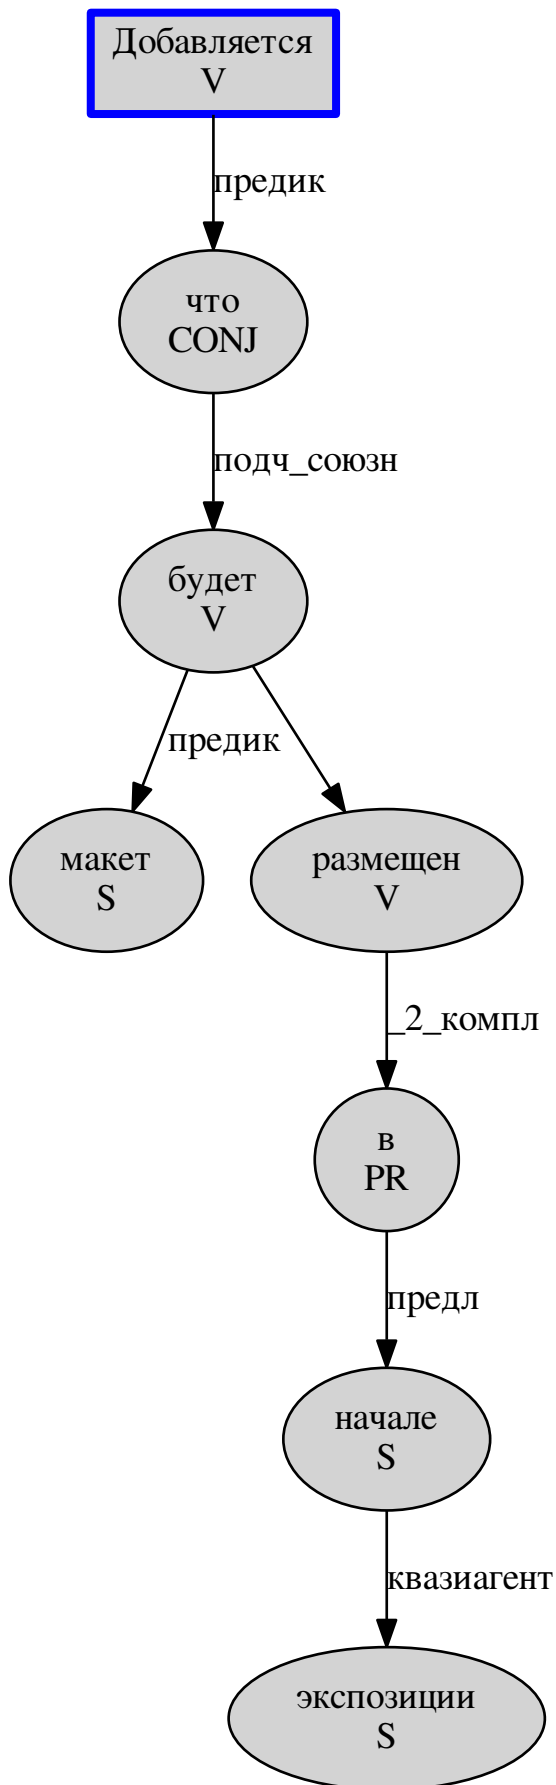 Добавляется
V
предик
что
CONJ
подч_союзн
будет
V
предик
макет
S
размещен
V
_2_компл
в
PR
предл
начале
S
квазиагент
экспозиции
S